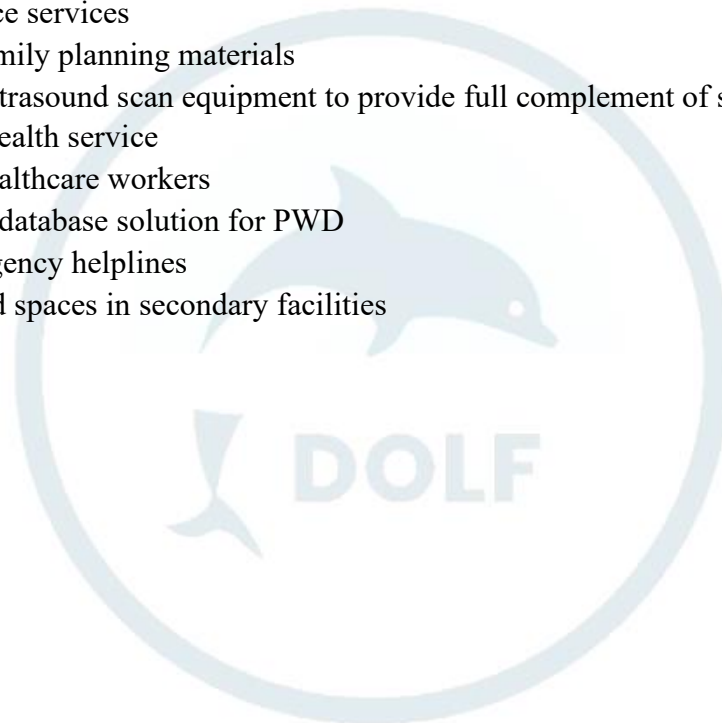 ce services
mily planning materials
trasound scan equipment to provide full complement of s
ealth service
althcare workers
database solution for PWD
gency helplines
d spaces in secondary facilities
DOLF